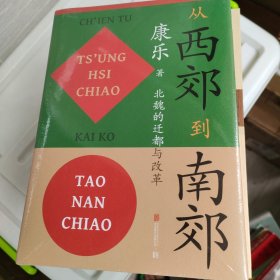 CH'IEN TU
TS'UNG
HSI
CHIAO
KAI KO
TAO
NAN
CHIAO
从西郊到南郊
康乐 著
北魏的迁都与改革